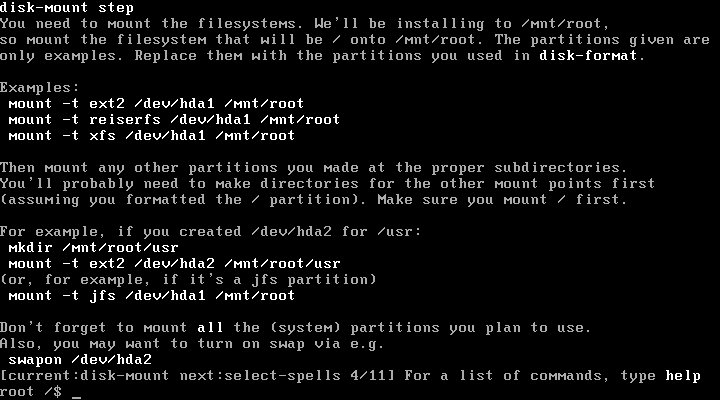 disk-mount step
You need to mount the filesystems. We'll be installing to /mnt/root,
so mount the filesystem that will be / onto /mnt/root. The partitions given are
only examples. Replace them with the partitions you used in disk-format.
Examples:
mount -t ext2 /dev/hda1 /mnt/root
mount -t reiserfs /dev/hda1 /mnt/root
mount -t xfs /dev/hda1 /mnt/root
Then mount any other partitions you made at the proper subdirectories.
You'll probably need to make directories for the other mount points first
(assuming you formatted the / partition). Make sure you mount / first.
For example, if you created /dev/hda2 for /usr:
mkdir /mnt/root/usr
mount -t ext2 /dev/hda2 /mnt/root/usr
(or, for example, if it's a jfs partition)
mount -t jfs /dev/hda1 /mnt/root
Don't forget to mount all the (system) partitions you plan to use.
Also, you may want to turn on swap via e.g.
swapon /dev/hda2
[current:disk-mount next:select-spells 4/11] For a list of commands, type help
root /$ _